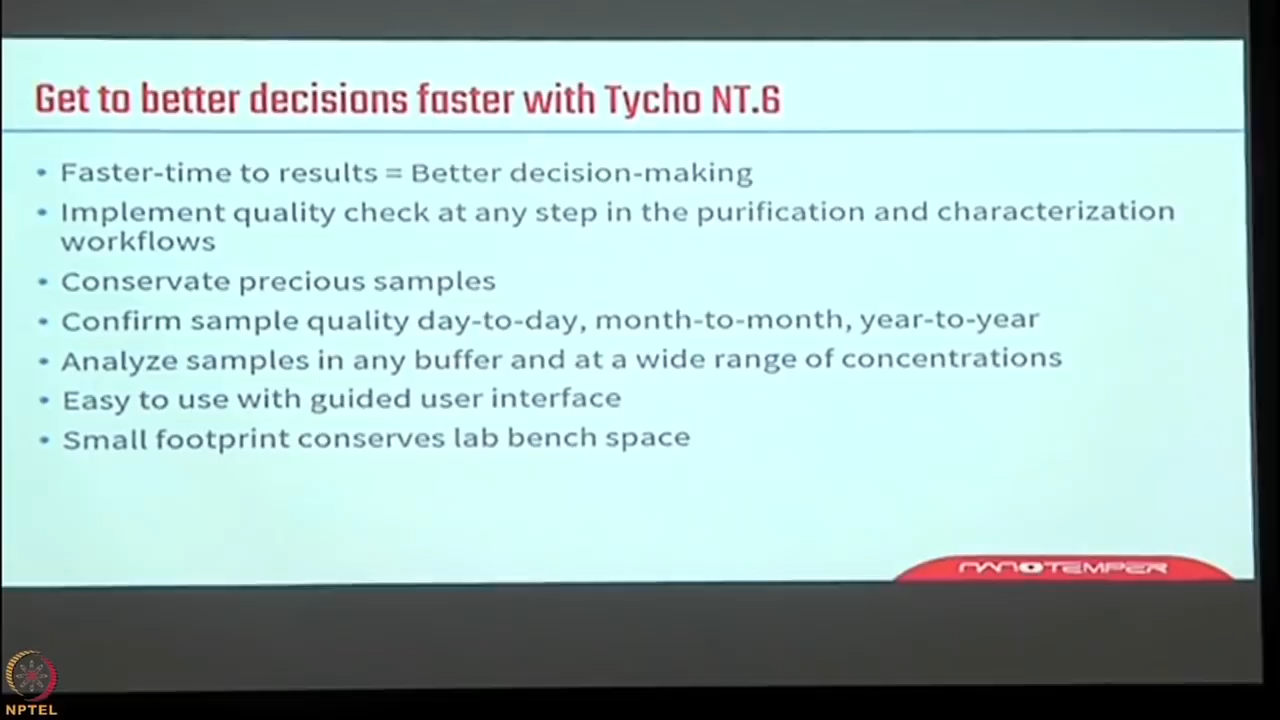 Get to better decisions faster with Tycho NT.6
• Faster-time to results = Better decision-making
• Implement quality check at any step in the purification and characterization
workflows
• Conservate precious samples
• Confirm sample quality day-to-day, month-to-month, year-to-year
• Analyze samples in any buffer and at a wide range of concentrations
• Easy to use with guided user interface
• Small footprint conserves lab bench space
NANOTEMPER
NPTEL